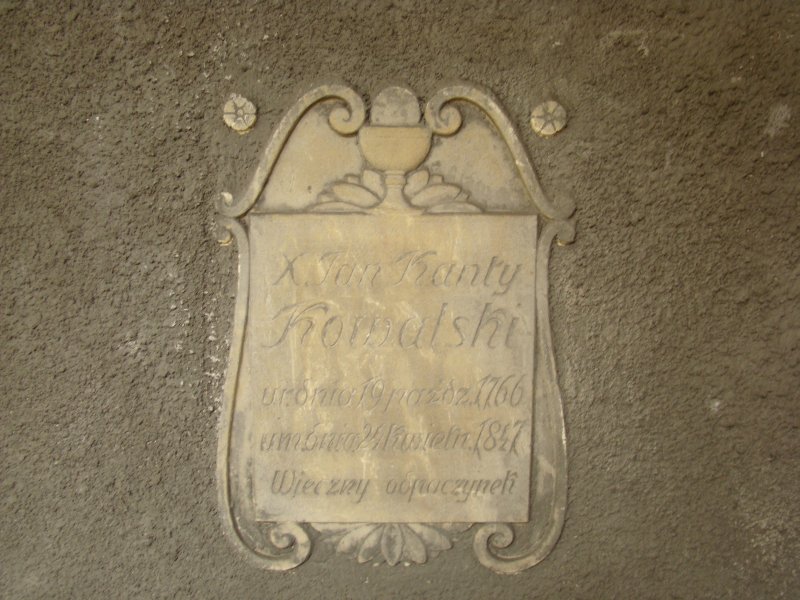 X. Jan Kanty
Kowalski
ur. dnia 19 paźdz. 1766
um. dnia 24 kwietn. 1847
Wieczny odpoczynek